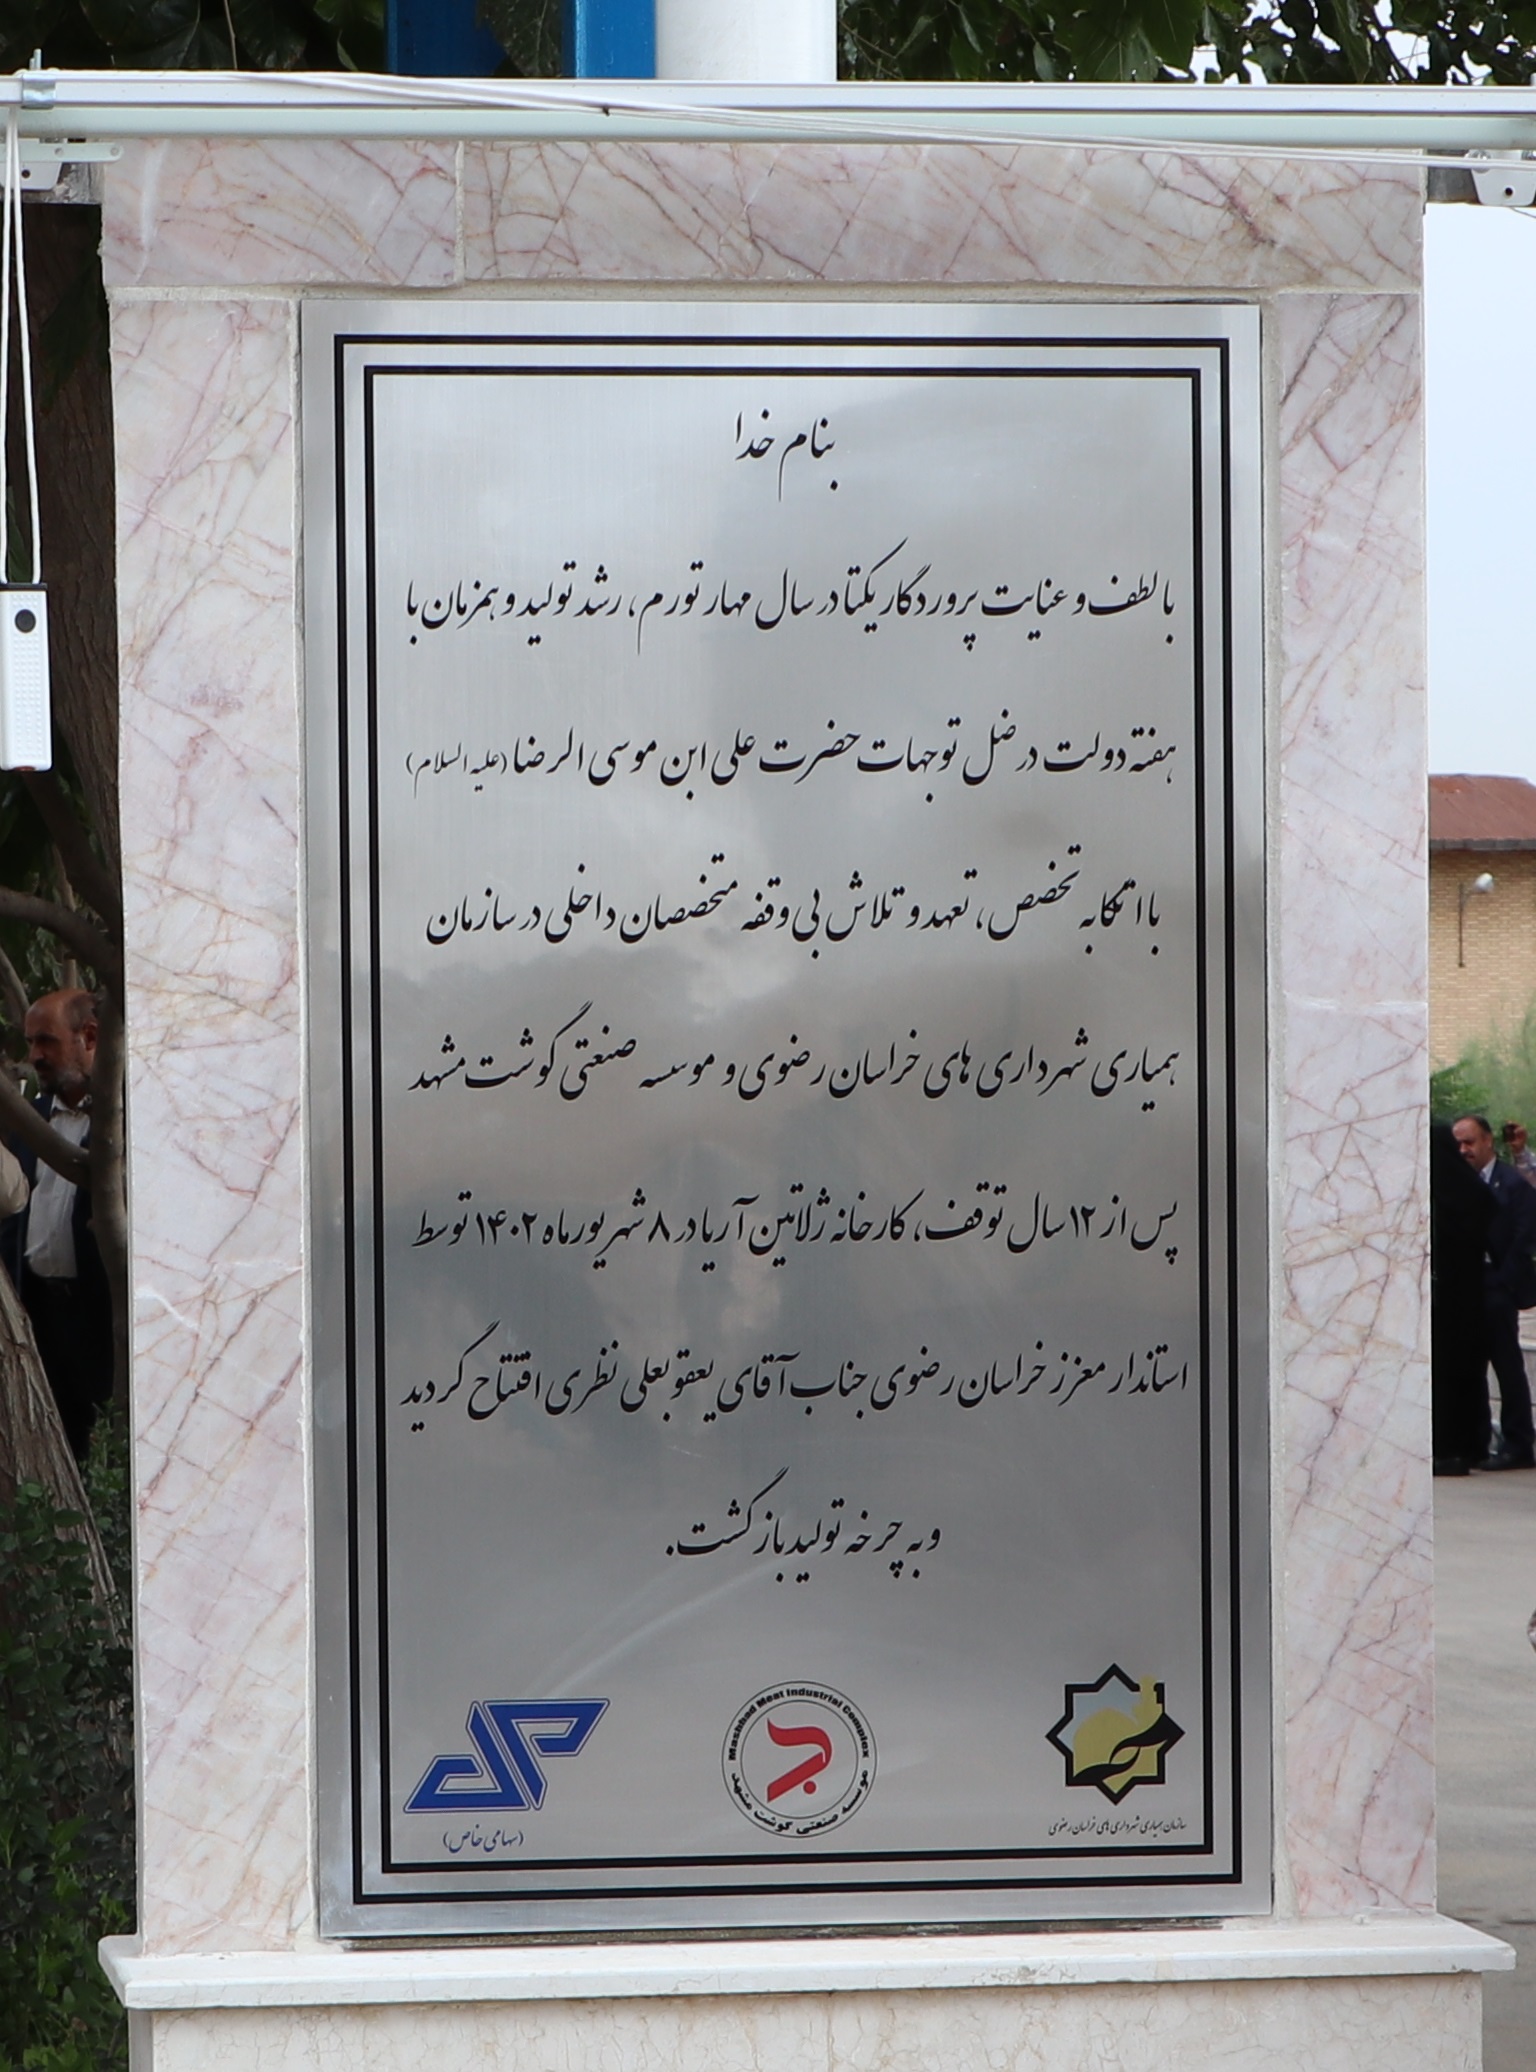 بنام خدا
با لطف و عنایت پروردگار یکتا در سال مهار تورم، رشد تولید و همزمان با
هفته دولت در ضل توجهات حضرت علی ابن موسی الرضا (علیه السلام)
با اتکا به تخصص، تعهد و تلاش بی وقفه متخصصان داخلی در سازمان
همیاری شهرداری های خراسان رضوی و موسسه صنعتی گوشت مشهد
پس از ۱۲ سال توقف، کارخانه ژلاتین آریا در ۸ شهریور ماه ۱۴۰۲ توسط
استاندار معزز خراسان رضوی جناب آقای یعقوبعلی نظری افتتاح گردید
و به چرخه تولید بازگشت.
سازمان همیاری شهرداری های خراسان رضوی
Mashhad Meat Industrial Complex
موسسه صنعتی گوشت مشهد
(سهامی خاص)